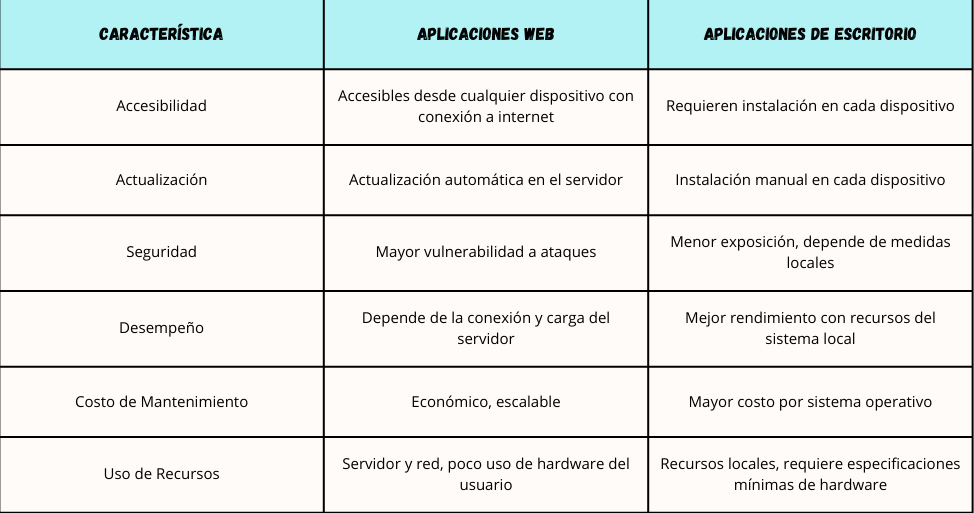 CARACTERÍSTICA
APLICACIONES WEB
APLICACIONES DE ESCRITORIO
Accesibilidad
Accesibles desde cualquier dispositivo con
conexión a internet
Requieren instalación en cada dispositivo
Actualización
Actualización automática en el servidor
Instalación manual en cada dispositivo
Seguridad
Mayor vulnerabilidad a ataques
Menor exposición, depende de medidas
locales
Desempeño
Depende de la conexión y carga del
servidor
Mejor rendimiento con recursos del
sistema local
Costo de Mantenimiento
Económico, escalable
Mayor costo por sistema operativo
Uso de Recursos
Servidor y red, poco uso de hardware del
usuario
Recursos locales, requiere especificaciones
mínimas de hardware